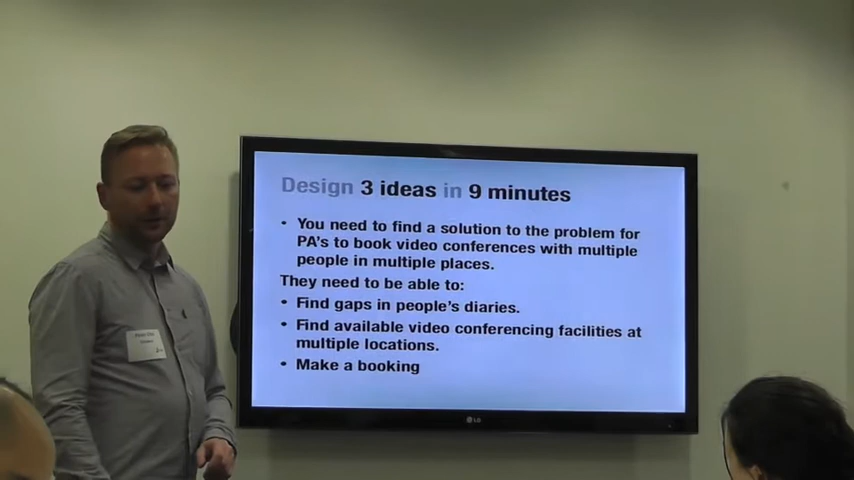 Design 3 ideas in 9 minutes
• You need to find a solution to the problem for
PA's to book video conferences with multiple
people in multiple places.
They need to be able to:
• Find gaps in people's diaries.
• Find available video conferencing facilities at
multiple locations.
• Make a booking
LG